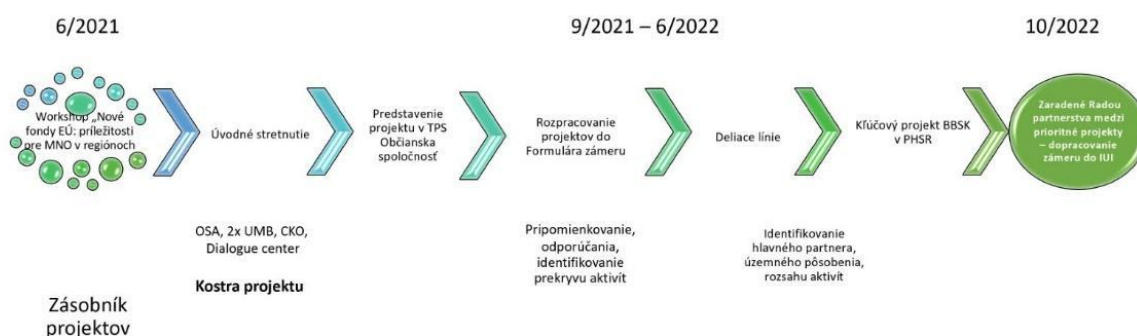 6/2021
9/2021 – 6/2022
10/2022
Workshop „Nové
fondy EÚ: príležitosti
pre MNO v regiónoch
Úvodné stretnutie
Predstavenie
projektu v TPS
Občianska
spoločnosť
Rozpracovanie
projektov do
Formulára zámeru
Deliace línie
Kľúčový projekt BBSK
v PHSR
Zaradené Radou
partnerstva medzi
prioritné projekty
– dopracovanie
zámeru do IUI
OSA, 2x UMB, CKO,
Dialogue center
Kostra projektu
Pripomienkovanie,
odporúčania,
identifikovanie
prekryvu aktivít
Identifikovanie
hlavného partnera,
územného pôsobenia,
rozsahu aktivít
Zásobník
projektov